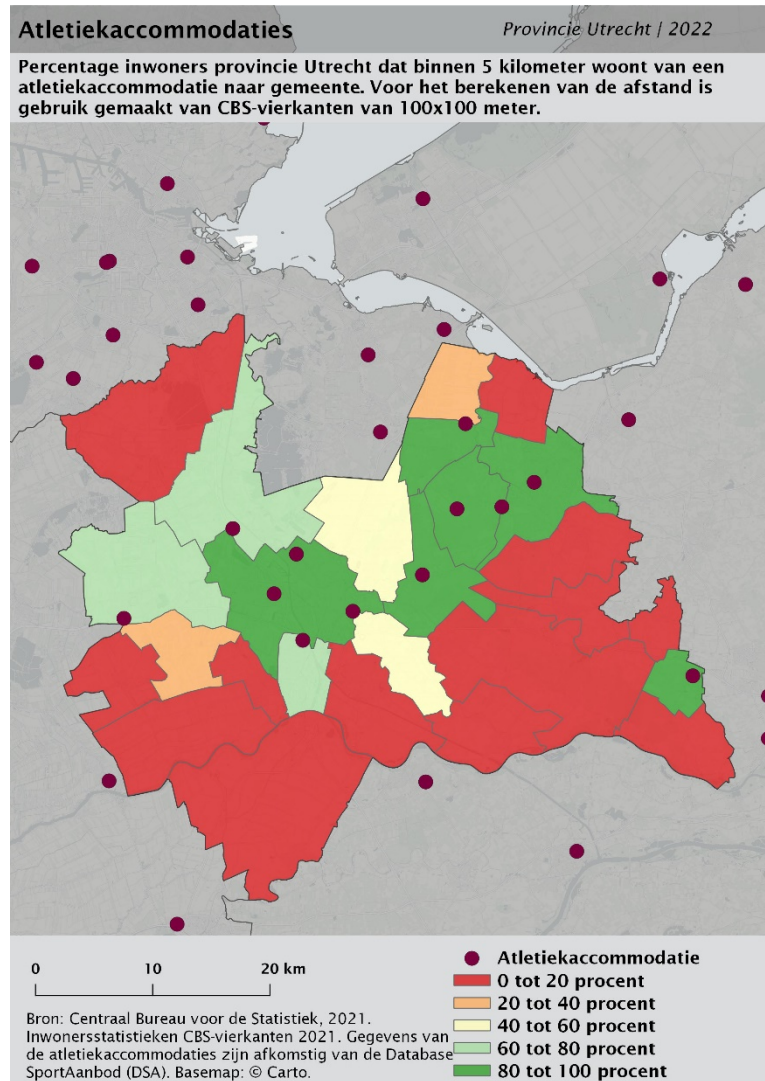 Atletiekaccommodaties
Provincie Utrecht | 2022
Percentage inwoners provincie Utrecht dat binnen 5 kilometer woont van een
atletiekaccommodatie naar gemeente. Voor het berekenen van de afstand is
gebruik gemaakt van CBS-vierkanten van 100x100 meter.
0 10 20 km
Bron: Centraal Bureau voor de Statistiek, 2021.
Inwonersstatistieken CBS-vierkanten 2021. Gegevens van
de atletiekaccommodaties zijn afkomstig van de Database
SportAanbod (DSA). Basemap: © Carto.
Atletiekaccommodatie
0 tot 20 procent
20 tot 40 procent
40 tot 60 procent
60 tot 80 procent
80 tot 100 procent